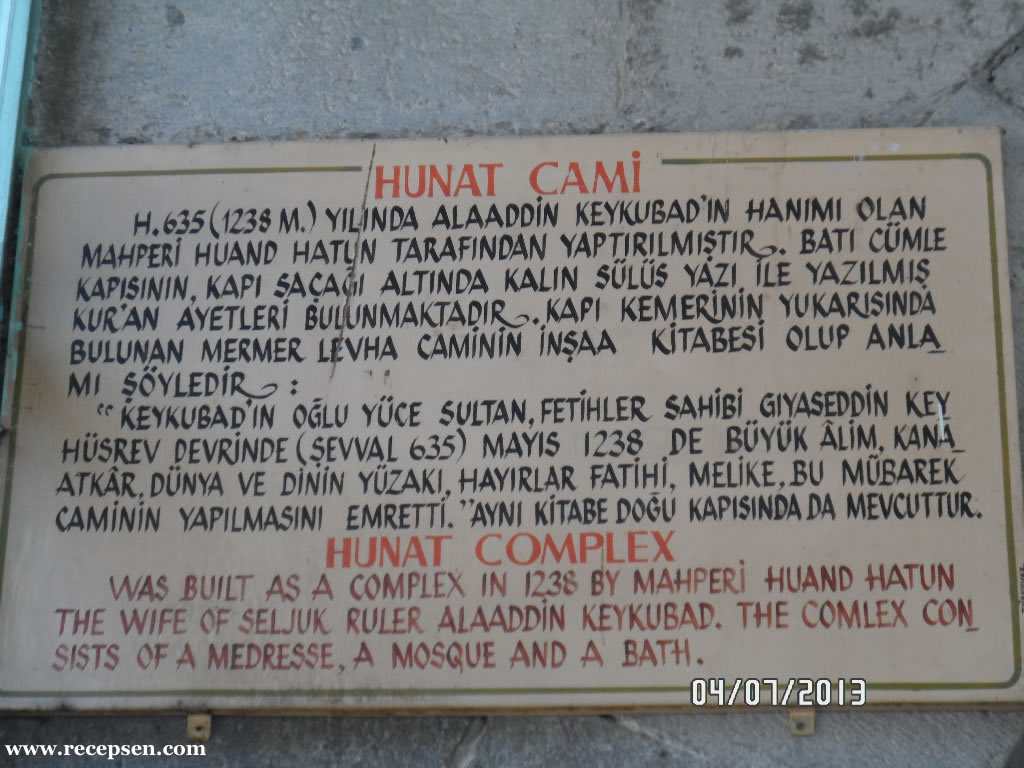 HUNAT CAMİ
H. 635 (1238 M.) YILINDA ALAADDİN KEYKUBAD'IN HANIMI OLAN
MAHPERİ HUAND HATUN TARAFINDAN YAPTIRILMIŞTIR. BATI CÜMLE
KAPISININ, KAPI SAÇAĞI ALTINDA KALIN SÜLÜS YAZI İLE YAZILMIŞ
KUR'AN AYETLERİ BULUNMAKTADIR. KAPI KEMERİNİN YUKARISINDA
BULUNAN MERMER LEVHA CAMİNİN İNŞAA KİTABESİ OLUP ANLA_
MI ŞÖYLEDİR :
"KEYKUBAD'IN OĞLU YÜCE SULTAN, FETİHLER SAHİBİ GIYASEDDİN KEY_
HÜSREV DEVRİNDE (ŞEVVAL 635) MAYIS 1238 DE BÜYÜK ÂLİM, KANA_
ATKÂR, DÜNYA VE DİNİN YÜZAKI, HAYIRLAR FATİHİ, MELİKE, BU MÜBAREK
CAMİNİN YAPILMASINI EMRETTİ." AYNI KİTABE DOĞU KAPISINDA DA MEVCUTTUR.
HUNAT COMPLEX
WAS BUILT AS A COMPLEX IN 1238 BY MAHPERİ HUAND HATUN
THE WIFE OF SELJUK RULER ALAADDİN KEYKUBAD. THE COMLEX CON_
SISTS OF A MEDRESSE, A MOSQUE AND A BATH.
04/07/2013
www.recepsen.com